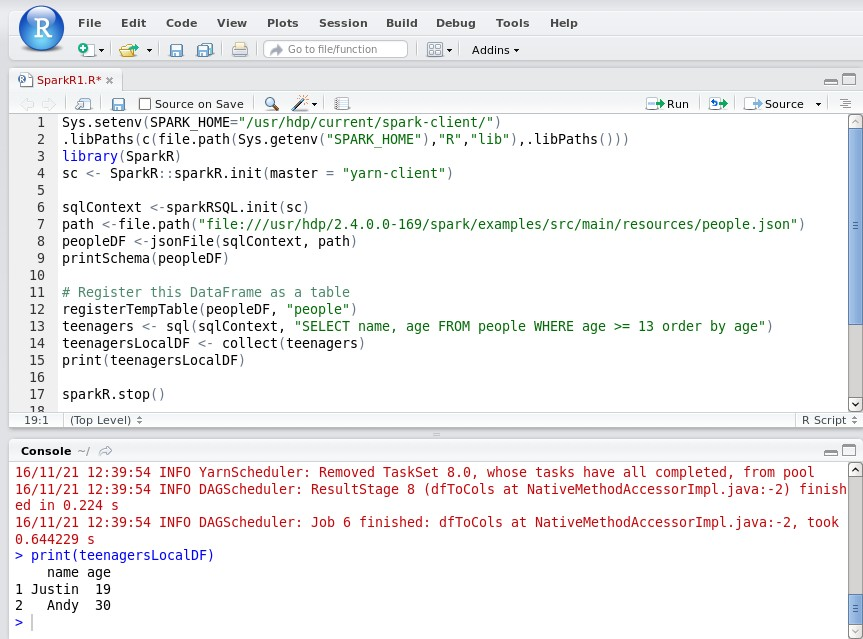 R
File Edit Code View Plots Session Build Debug Tools Help
Go to file/function
Addins
SparkR1.R*
Source on Save
Run
Source
1 Sys.setenv(SPARK_HOME="/usr/hdp/current/spark-client/")
2 .libPaths(c(file.path(Sys.getenv("SPARK_HOME"),"R","lib"),.libPaths()))
3 library(SparkR)
4 sc <- SparkR::sparkR.init(master = "yarn-client")
5
6 sqlContext <-sparkRSQL.init(sc)
7 path <-file.path("file:///usr/hdp/2.4.0.0-169/spark/examples/src/main/resources/people.json")
8 peopleDF <-jsonFile(sqlContext, path)
9 printSchema(peopleDF)
10
11 # Register this DataFrame as a table
12 registerTempTable(peopleDF, "people")
13 teenagers <- sql(sqlContext, "SELECT name, age FROM people WHERE age >= 13 order by age")
14 teenagersLocalDF <- collect(teenagers)
15 print(teenagersLocalDF)
16
17 sparkR.stop()
18
19:1 (Top Level) R Script
Console ~/
16/11/21 12:39:54 INFO YarnScheduler: Removed TaskSet 8.0, whose tasks have all completed, from pool
16/11/21 12:39:54 INFO DAGScheduler: ResultStage 8 (dfToCols at NativeMethodAccessorImpl.java:-2) finish
ed in 0.224 s
16/11/21 12:39:54 INFO DAGScheduler: Job 6 finished: dfToCols at NativeMethodAccessorImpl.java:-2, took
0.644229 s
> print(teenagersLocalDF)
name age
1 Justin 19
2 Andy 30
>